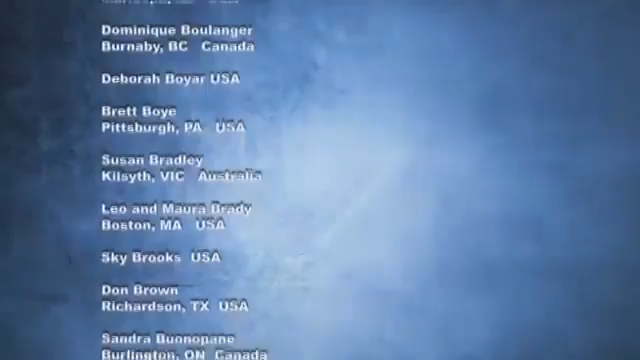 Dominique Boulanger
Burnaby, BC Canada
Deborah Boyar USA
Brett Boye
Pittsburgh, PA USA
Susan Bradley
Kilsyth, VIC Australia
Leo and Maura Brady
Boston, MA USA
Sky Brooks USA
Don Brown
Richardson, TX USA
Sandra Buonopane
Burlington, ON Canada